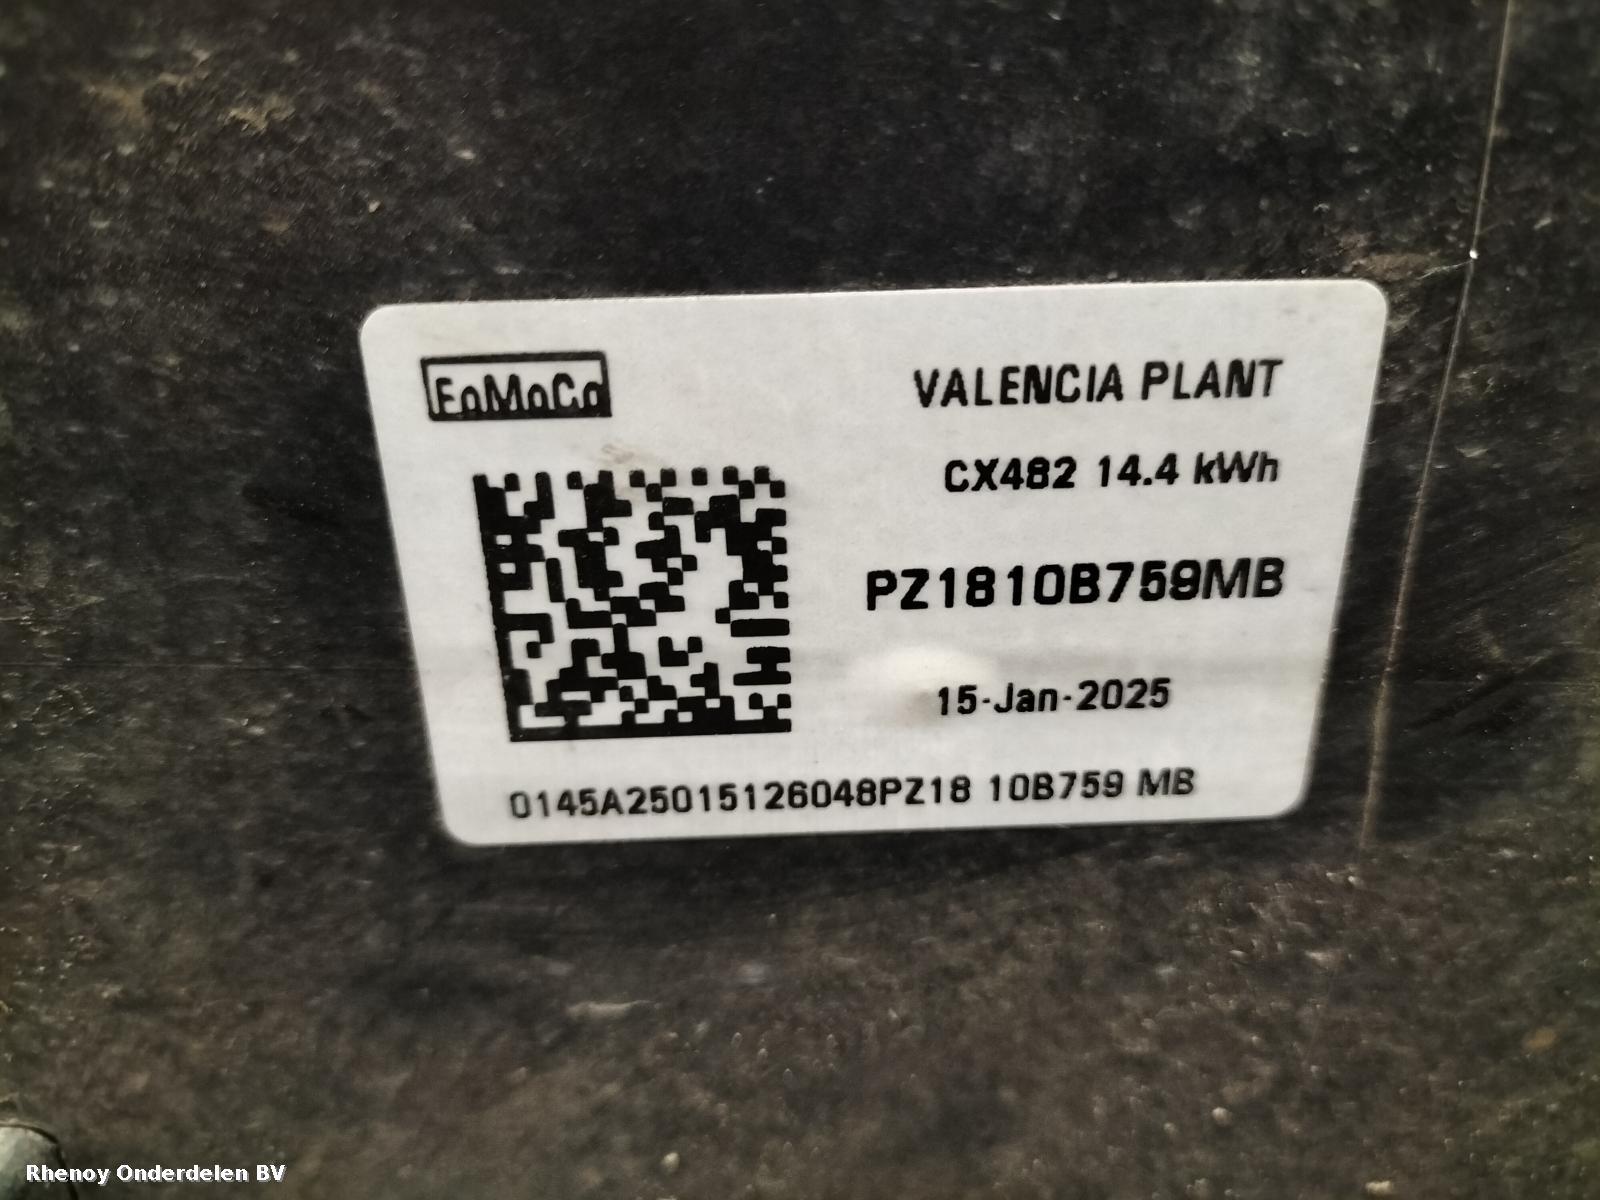 FoMoCo
VALENCIA PLANT
CX482 14.4 kWh
PZ1810B759MB
15-Jan-2025
0145A25015126048PZ18 10B759 MB
Rhenoy Onderdelen BV